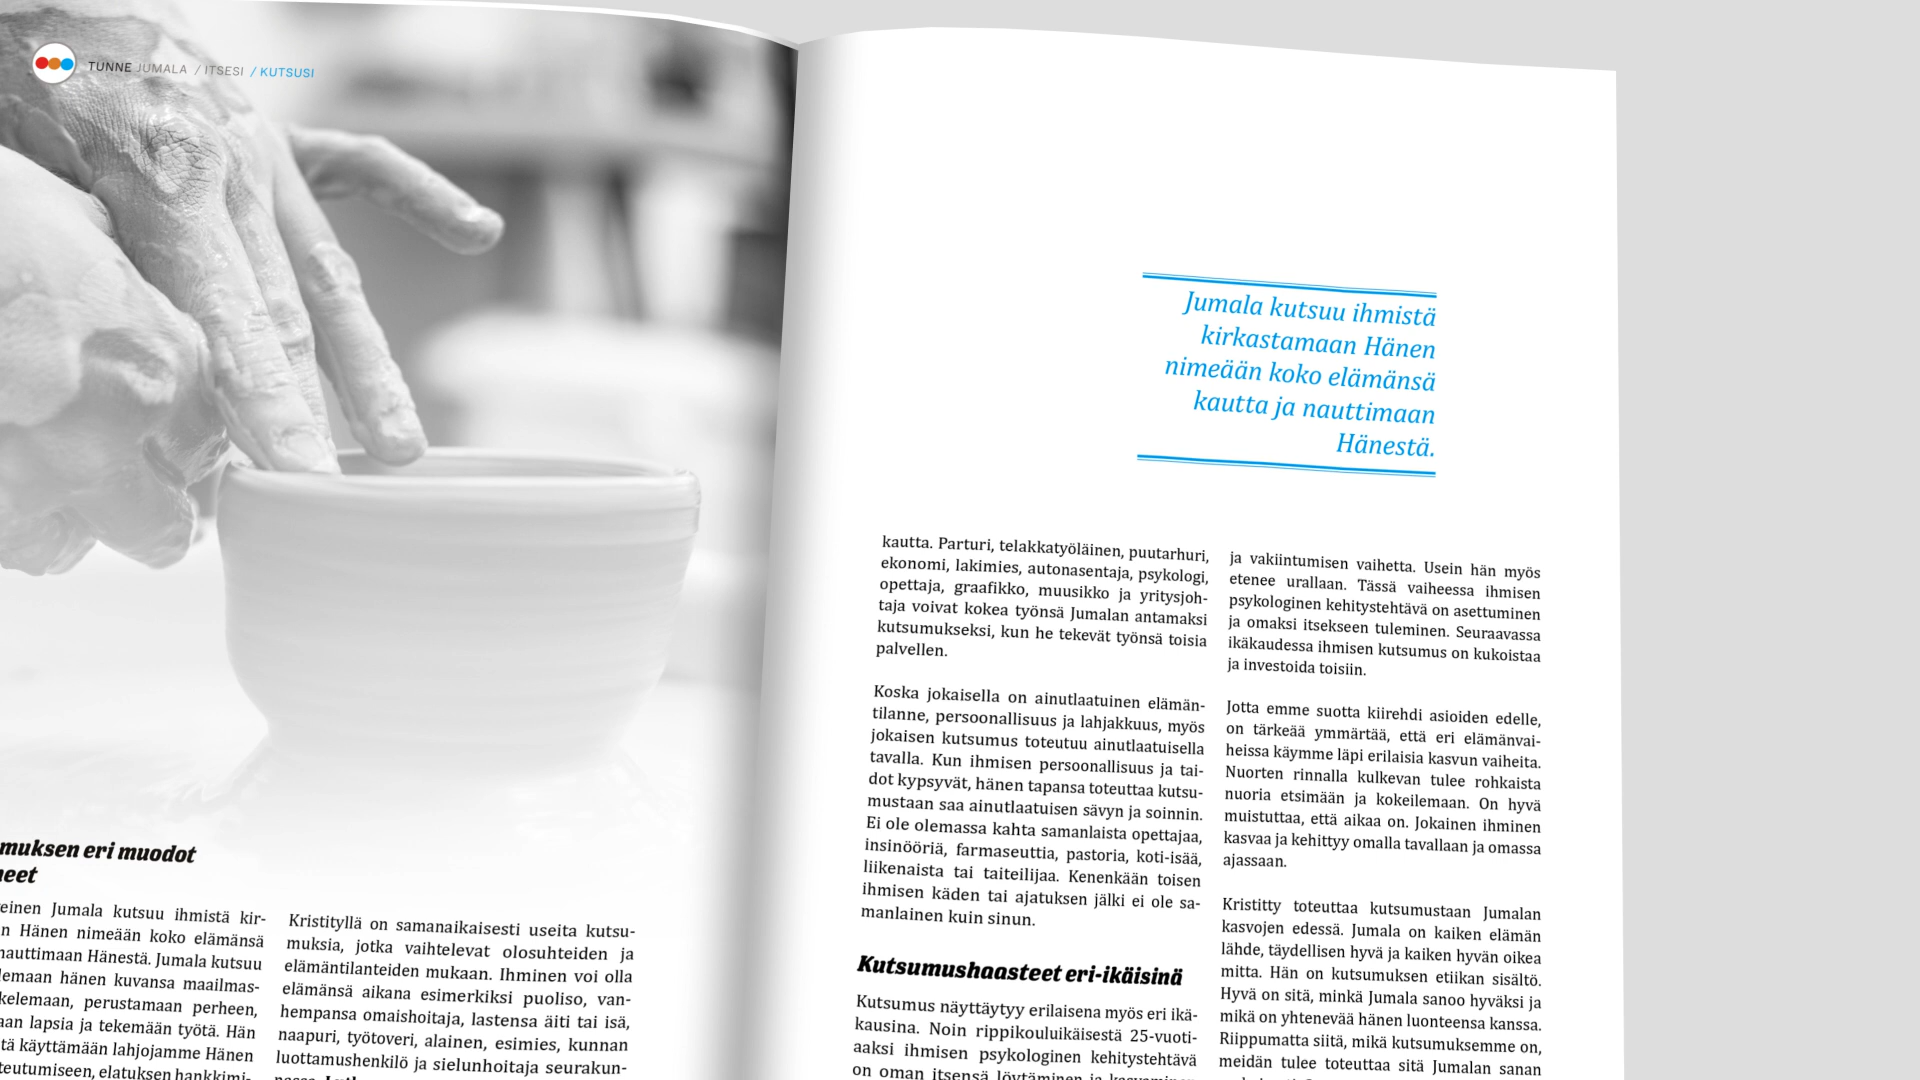 TUNNE JUMALA / ITSESI / KUTSUSI
muksen eri muodot
Jumala kutsuu ihmistä kir-
n Hänen nimeään koko elämänsä
nauttimaan Hänestä. Jumala kutsuu
lemaan hänen kuvansa maailmas-
kelemaan, perustamaan perheen,
aan lapsia ja tekemään työtä. Hän
tä käyttämään lahjojamme Hänen
teutumiseen, elatuksen hankkimi-
Kristityllä on samanaikaisesti useita kutsu-
muksia, jotka vaihtelevat olosuhteiden ja
elämäntilanteiden mukaan. Ihminen voi olla
elämänsä aikana esimerkiksi puoliso, van-
hempansa omaishoitaja, lastensa äiti tai isä,
naapuri, työtoveri, alainen, esimies, kunnan
luottamushenkilö ja sielunhoitaja seurakun-
Jumala kutsuu ihmistä
kirkastamaan Hänen
nimeään koko elämänsä
kautta ja nauttimaan
Hänestä.
kautta. Parturi, telakkatyöläinen, puutarhuri,
ekonomi, lakimies, autonasentaja, psykologi,
opettaja, graafikko, muusikko ja yritysjoh-
taja voivat kokea työnsä Jumalan antamaksi
kutsumukseksi, kun he tekevät työnsä toisia
palvellen.
Koska jokaisella on ainutlaatuinen elämän-
tilanne, persoonallisuus ja lahjakkuus, myös
jokaisen kutsumus toteutuu ainutlaatuisella
tavalla. Kun ihmisen persoonallisuus ja tai-
dot kypsyvät, hänen tapansa toteuttaa kutsu-
mustaan saa ainutlaatuisen sävyn ja soinnin.
Ei ole olemassa kahta samanlaista opettajaa,
insinööriä, farmaseuttia, pastoria, koti-isää,
liikenaista tai taiteilijaa. Kenenkään toisen
ihmisen käden tai ajatuksen jälki ei ole sa-
manlainen kuin sinun.
Kutsumushaasteet eri-ikäisinä
Kutsumus näyttäytyy erilaisena myös eri ikä-
kausina. Noin rippikouluikäisestä 25-vuoti-
aaksi ihmisen psykologinen kehitystehtävä
on oman itsensä löytäminen ja kasvaminen
ja vakiintumisen vaihetta. Usein hän myös
etenee urallaan. Tässä vaiheessa ihmisen
psykologinen kehitystehtävä on asettuminen
ja omaksi itsekseen tuleminen. Seuraavassa
ikäkaudessa ihmisen kutsumus on kukoistaa
ja investoida toisiin.
Jotta emme suotta kiirehdi asioiden edelle,
on tärkeää ymmärtää, että eri elämänvai-
heissa käymme läpi erilaisia kasvun vaiheita.
Nuorten rinnalla kulkevan tulee rohkaista
nuoria etsimään ja kokeilemaan. On hyvä
muistuttaa, että aikaa on. Jokainen ihminen
kasvaa ja kehittyy omalla tavallaan ja omassa
ajassaan.
Kristitty toteuttaa kutsumustaan Jumalan
kasvojen edessä. Jumala on kaiken elämän
lähde, täydellisen hyvä ja kaiken hyvän oikea
mitta. Hän on kutsumuksen etiikan sisältö.
Hyvä on sitä, minkä Jumala sanoo hyväksi ja
mikä on yhtenevää hänen luonteensa kanssa.
Riippumatta siitä, mikä kutsumuksemme on,
meidän tulee toteuttaa sitä Jumalan sanan